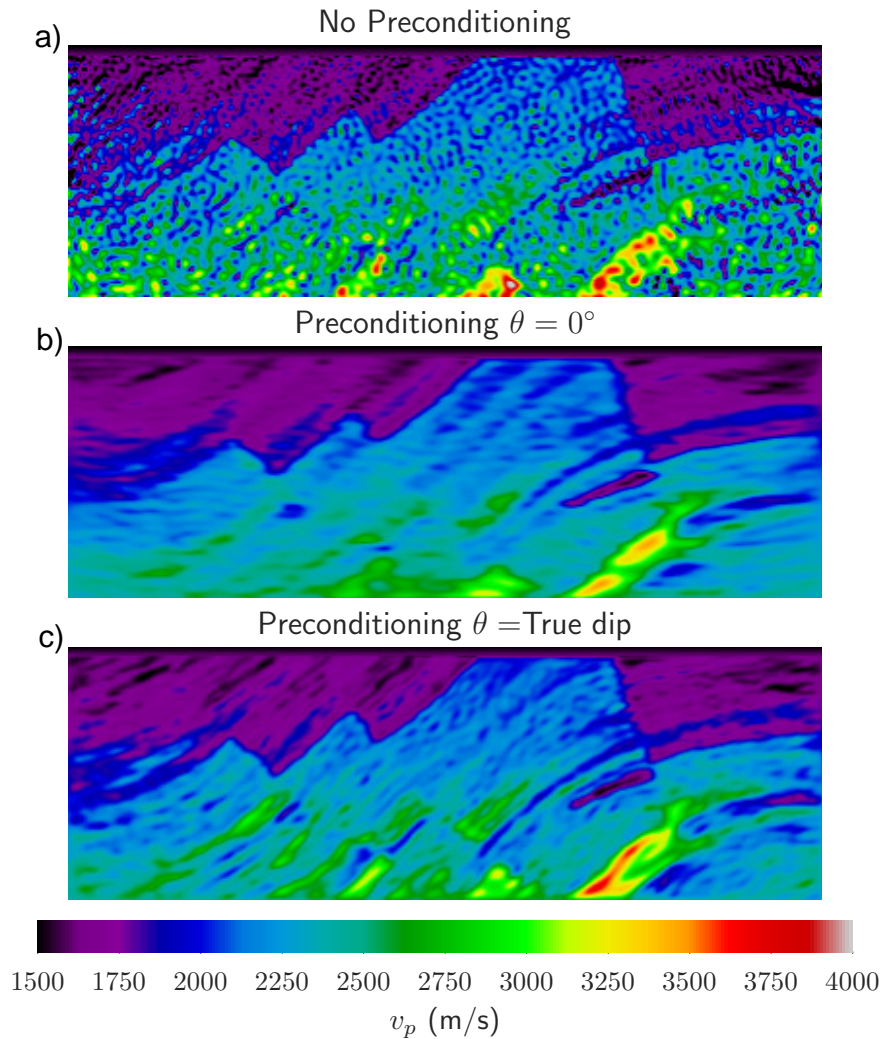 No Preconditioning
a)
Preconditioning θ = 0°
b)
Preconditioning θ =True dip
c)
1500 1750 2000 2250 2500 2750 3000 3250 3500 3750 4000
v_p (m/s)